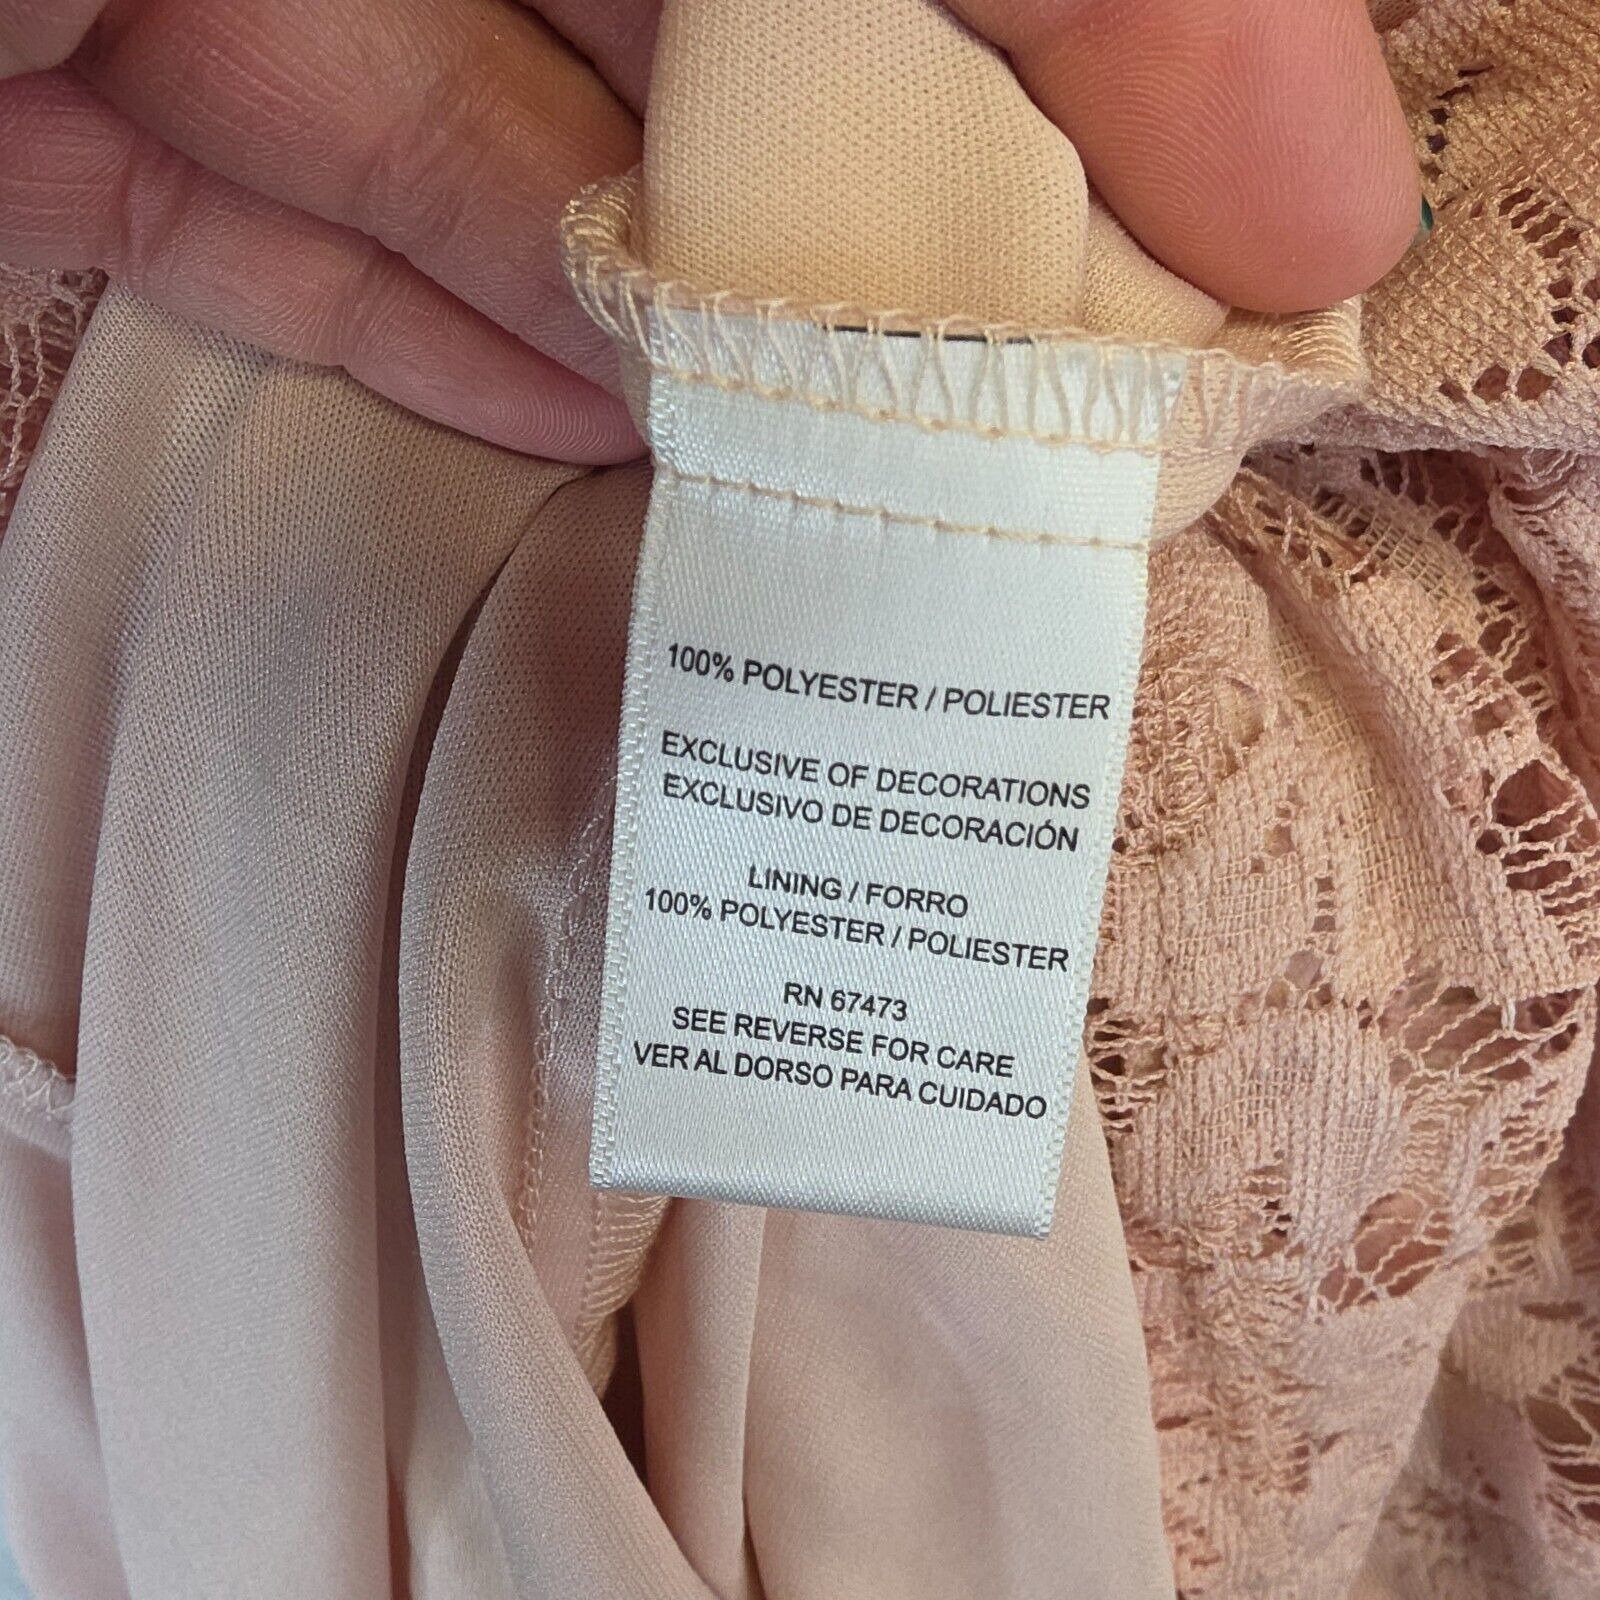 100% POLYESTER / POLIESTER
EXCLUSIVE OF DECORATIONS
EXCLUSIVO DE DECORACIÓN
LINING / FORRO
100% POLYESTER / POLIESTER
RN 67473
SEE REVERSE FOR CARE
VER AL DORSO PARA CUIDADO